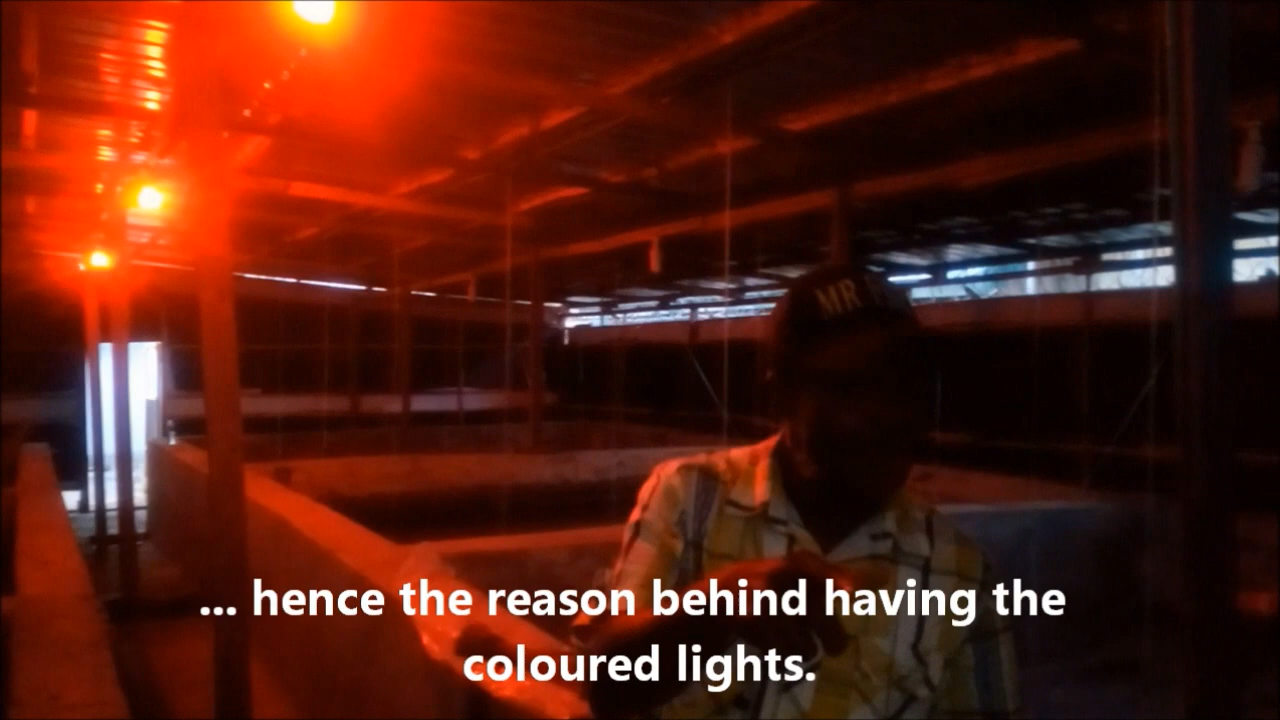 MR
... hence the reason behind having the
coloured lights.